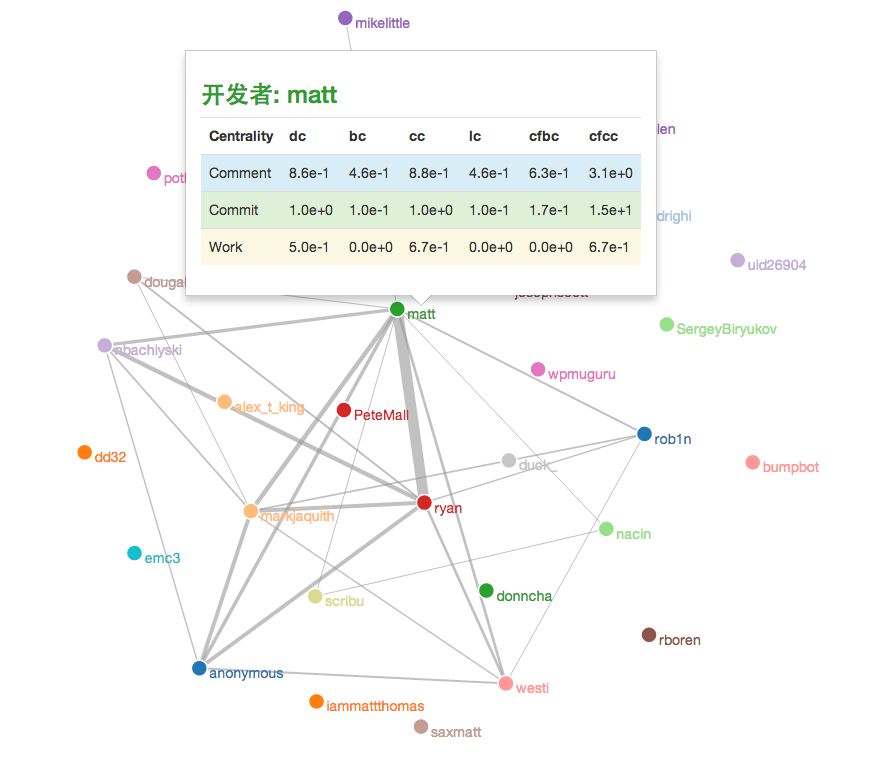 mikelittle
开发者: matt
Centrality dc bc cc lc cfbc cfcc
Comment 8.6e-1 4.6e-1 8.8e-1 4.6e-1 6.3e-1 3.1e+0
Commit 1.0e+0 1.0e-1 1.0e+0 1.0e-1 1.7e-1 1.5e+1
Work 5.0e-1 0.0e+0 6.7e-1 0.0e+0 0.0e+0 6.7e-1
uid26904
matt
SergeyBiryukov
nbachiyski
wpmuguru
alex_t_king
PeteMall
rob1n
dd32
duck_
bumpbot
ryan
markjaquith
nacin
emc3
donncha
scribu
rboren
anonymous
westi
iammattthomas
saxmatt